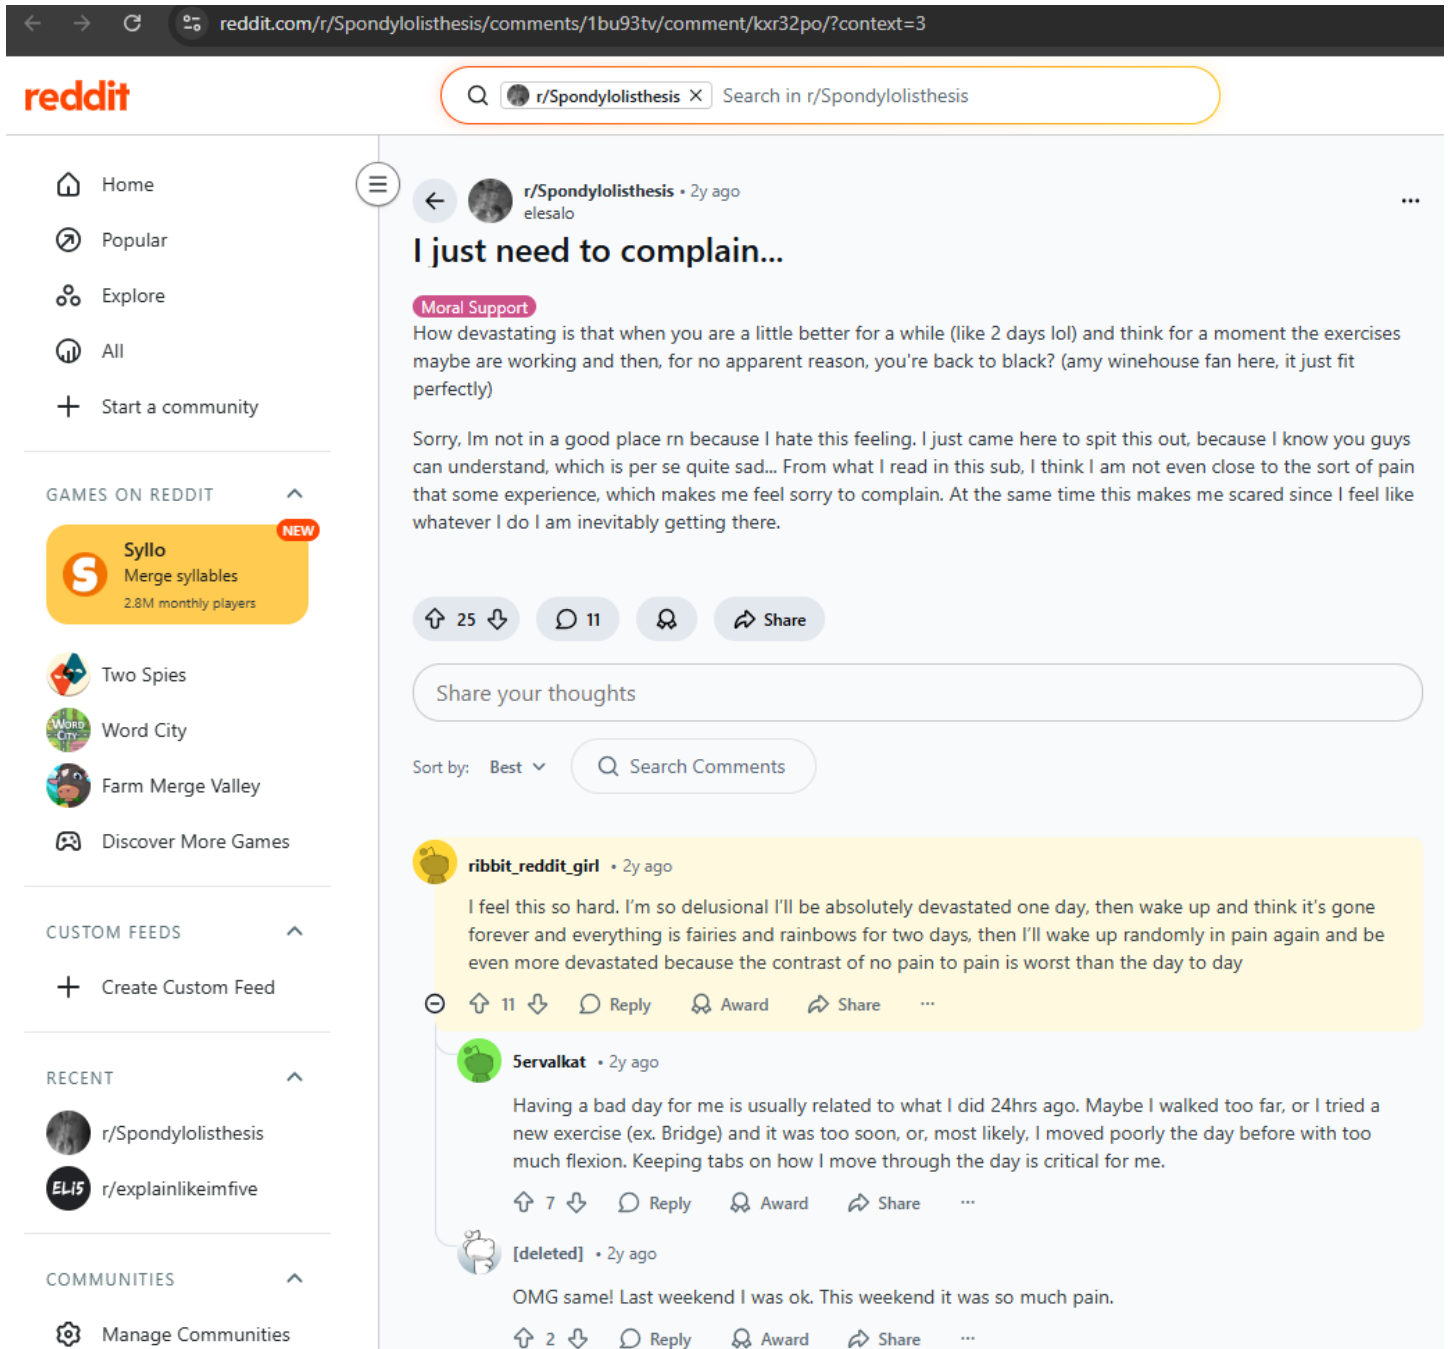 reddit.com/r/Spondylolisthesis/comments/1bu93tv/comment/kxr32po/?context=3
reddit
r/Spondylolisthesis Search in r/Spondylolisthesis
Home
Popular
Explore
All
Start a community
GAMES ON REDDIT
NEW
Syllo
Merge syllables
2.8M monthly players
Two Spies
WORD CITY
Word City
Farm Merge Valley
Discover More Games
CUSTOM FEEDS
Create Custom Feed
RECENT
r/Spondylolisthesis
ELI5 r/explainlikeimfive
COMMUNITIES
Manage Communities
r/Spondylolisthesis • 2y ago
elesalo
I just need to complain...
Moral Support
How devastating is that when you are a little better for a while (like 2 days lol) and think for a moment the exercises
maybe are working and then, for no apparent reason, you're back to black? (amy winehouse fan here, it just fit
perfectly)
Sorry, Im not in a good place rn because I hate this feeling. I just came here to spit this out, because I know you guys
can understand, which is per se quite sad... From what I read in this sub, I think I am not even close to the sort of pain
that some experience, which makes me feel sorry to complain. At the same time this makes me scared since I feel like
whatever I do I am inevitably getting there.
25 11 Share
Share your thoughts
Sort by: Best Search Comments
ribbit_reddit_girl • 2y ago
I feel this so hard. I’m so delusional I’ll be absolutely devastated one day, then wake up and think it’s gone
forever and everything is fairies and rainbows for two days, then I’ll wake up randomly in pain again and be
even more devastated because the contrast of no pain to pain is worst than the day to day
11 Reply Award Share ...
5ervalkat • 2y ago
Having a bad day for me is usually related to what I did 24hrs ago. Maybe I walked too far, or I tried a
new exercise (ex. Bridge) and it was too soon, or, most likely, I moved poorly the day before with too
much flexion. Keeping tabs on how I move through the day is critical for me.
7 Reply Award Share ...
[deleted] • 2y ago
OMG same! Last weekend I was ok. This weekend it was so much pain.
2 Reply Award Share ...